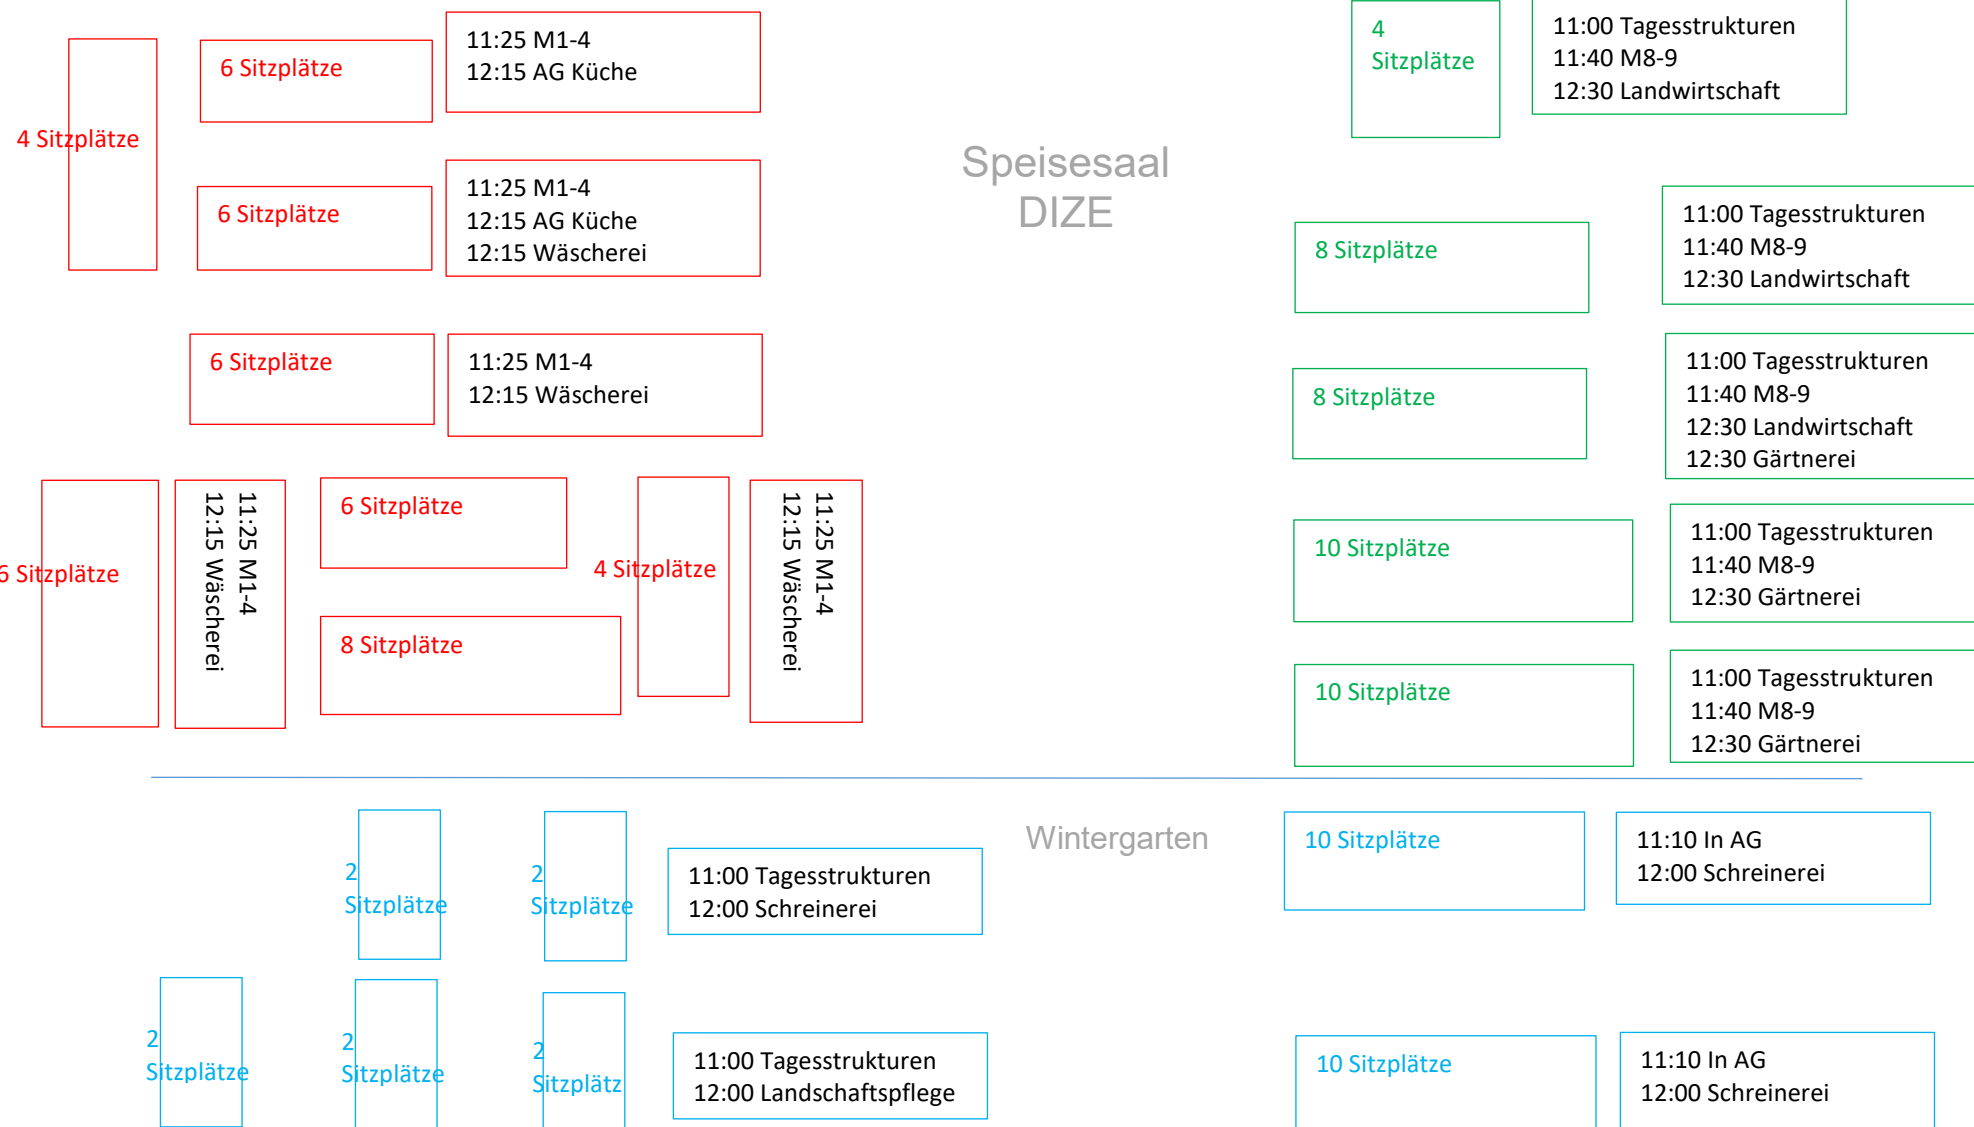 4 Sitzplätze
6 Sitzplätze
11:25 M1-4
12:15 AG Küche
6 Sitzplätze
11:25 M1-4
12:15 AG Küche
12:15 Wäscherei
6 Sitzplätze
11:25 M1-4
12:15 Wäscherei
6 Sitzplätze
11:25 M1-4
12:15 Wäscherei
6 Sitzplätze
8 Sitzplätze
4 Sitzplätze
11:25 M1-4
12:15 Wäscherei
Speisesaal
DIZE
4
Sitzplätze
11:00 Tagesstrukturen
11:40 M8-9
12:30 Landwirtschaft
8 Sitzplätze
11:00 Tagesstrukturen
11:40 M8-9
12:30 Landwirtschaft
8 Sitzplätze
11:00 Tagesstrukturen
11:40 M8-9
12:30 Landwirtschaft
12:30 Gärtnerei
10 Sitzplätze
11:00 Tagesstrukturen
11:40 M8-9
12:30 Gärtnerei
10 Sitzplätze
11:00 Tagesstrukturen
11:40 M8-9
12:30 Gärtnerei
2
Sitzplätze
2
Sitzplätze
11:00 Tagesstrukturen
12:00 Schreinerei
Wintergarten
10 Sitzplätze
11:10 In AG
12:00 Schreinerei
2
Sitzplätze
2
Sitzplätze
2
Sitzplätz
11:00 Tagesstrukturen
12:00 Landschaftspflege
10 Sitzplätze
11:10 In AG
12:00 Schreinerei